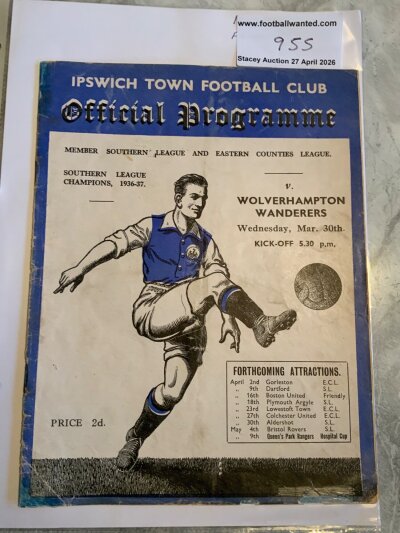 www.footballwanted.com
955
Stacey Auction 27 April 2026
IPSWICH TOWN FOOTBALL CLUB
Official Programme
MEMBER SOUTHERN LEAGUE AND EASTERN COUNTIES LEAGUE.
SOUTHERN LEAGUE
CHAMPIONS, 1936-37.
v.
WOLVERHAMPTON
WANDERERS
Wednesday, Mar. 30th
KICK-OFF 5.30 p.m.
FORTHCOMING ATTRACTIONS.
April 2nd Gorleston E.C.L.
„ 9th Dartford S.L.
„ 16th Boston United Friendly
„ 18th Plymouth Argyle S.L.
„ 23rd Lowestoft Town E.C.L.
„ 27th Colchester United E.C.L.
„ 30th Aldershot S.L.
May 4th Bristol Rovers S.L.
„ 9th Queen's Park Rangers Hospital Cup
PRICE 2d.